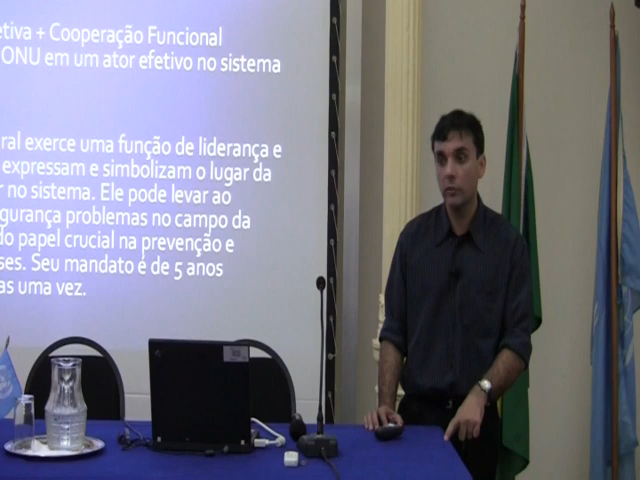 etiva + Cooperação Funcional
ONU em um ator efetivo no sistema
ral exerce uma função de liderança e
expressam e simbolizam o lugar da
r no sistema. Ele pode levar ao
gurança problemas no campo da
do papel crucial na prevenção e
ses. Seu mandato é de 5 anos
as uma vez.